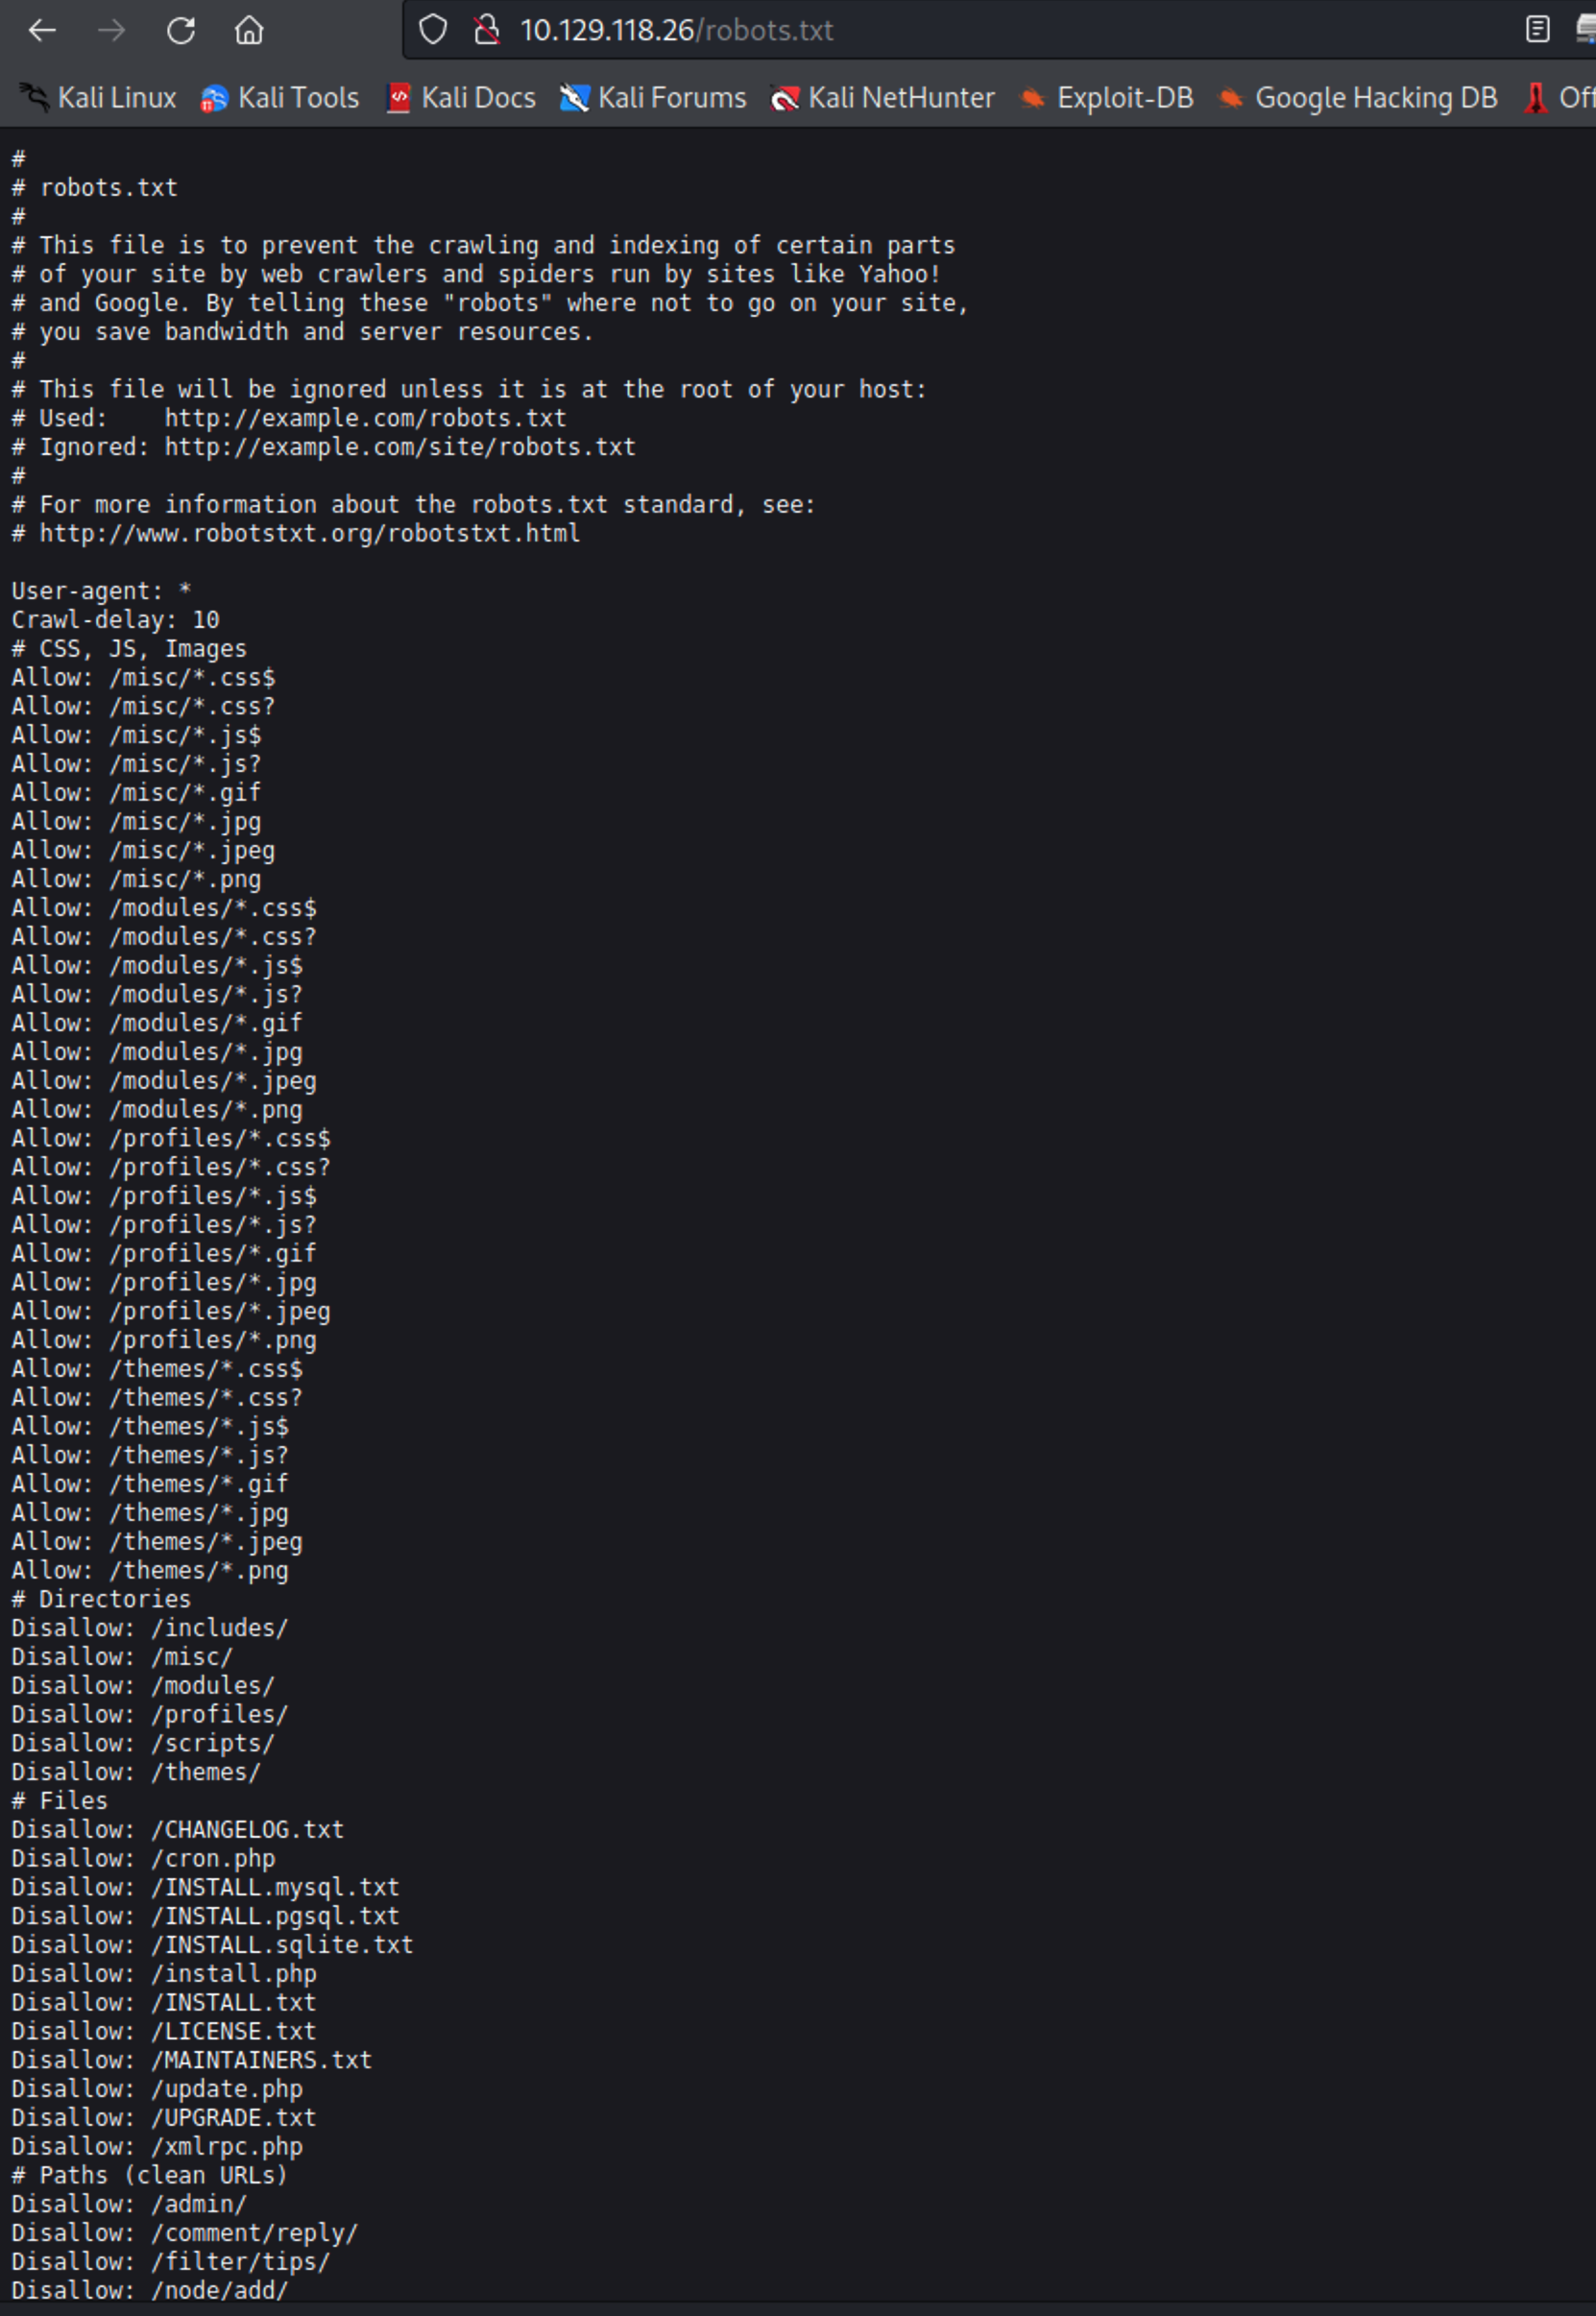 10.129.118.26/robots.txt
Kali Linux Kali Tools Kali Docs Kali Forums Kali NetHunter Exploit-DB Google Hacking DB Off
#
# robots.txt
#
# This file is to prevent the crawling and indexing of certain parts
# of your site by web crawlers and spiders run by sites like Yahoo!
# and Google. By telling these "robots" where not to go on your site,
# you save bandwidth and server resources.
#
# This file will be ignored unless it is at the root of your host:
# Used:    http://example.com/robots.txt
# Ignored: http://example.com/site/robots.txt
#
# For more information about the robots.txt standard, see:
# http://www.robotstxt.org/robotstxt.html
User-agent: *
Crawl-delay: 10
# CSS, JS, Images
Allow: /misc/*.css$
Allow: /misc/*.css?
Allow: /misc/*.js$
Allow: /misc/*.js?
Allow: /misc/*.gif
Allow: /misc/*.jpg
Allow: /misc/*.jpeg
Allow: /misc/*.png
Allow: /modules/*.css$
Allow: /modules/*.css?
Allow: /modules/*.js$
Allow: /modules/*.js?
Allow: /modules/*.gif
Allow: /modules/*.jpg
Allow: /modules/*.jpeg
Allow: /modules/*.png
Allow: /profiles/*.css$
Allow: /profiles/*.css?
Allow: /profiles/*.js$
Allow: /profiles/*.js?
Allow: /profiles/*.gif
Allow: /profiles/*.jpg
Allow: /profiles/*.jpeg
Allow: /profiles/*.png
Allow: /themes/*.css$
Allow: /themes/*.css?
Allow: /themes/*.js$
Allow: /themes/*.js?
Allow: /themes/*.gif
Allow: /themes/*.jpg
Allow: /themes/*.jpeg
Allow: /themes/*.png
# Directories
Disallow: /includes/
Disallow: /misc/
Disallow: /modules/
Disallow: /profiles/
Disallow: /scripts/
Disallow: /themes/
# Files
Disallow: /CHANGELOG.txt
Disallow: /cron.php
Disallow: /INSTALL.mysql.txt
Disallow: /INSTALL.pgsql.txt
Disallow: /INSTALL.sqlite.txt
Disallow: /install.php
Disallow: /INSTALL.txt
Disallow: /LICENSE.txt
Disallow: /MAINTAINERS.txt
Disallow: /update.php
Disallow: /UPGRADE.txt
Disallow: /xmlrpc.php
# Paths (clean URLs)
Disallow: /admin/
Disallow: /comment/reply/
Disallow: /filter/tips/
Disallow: /node/add/